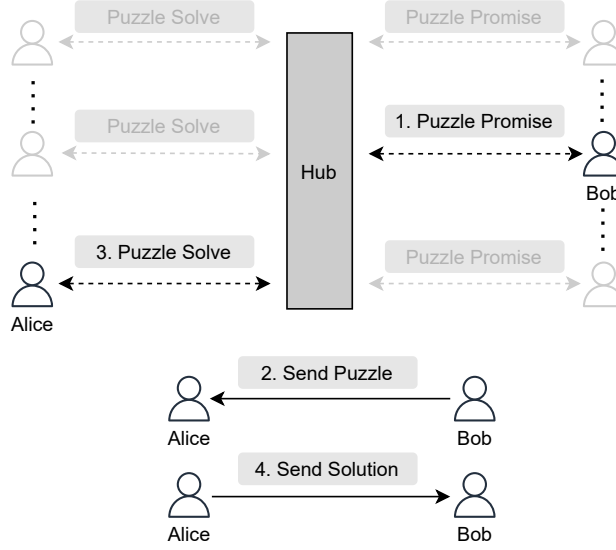 Puzzle Solve
Puzzle Promise
Puzzle Solve
1. Puzzle Promise
Hub
Bob
3. Puzzle Solve
Puzzle Promise
Alice
2. Send Puzzle
Alice
Bob
4. Send Solution
Alice
Bob